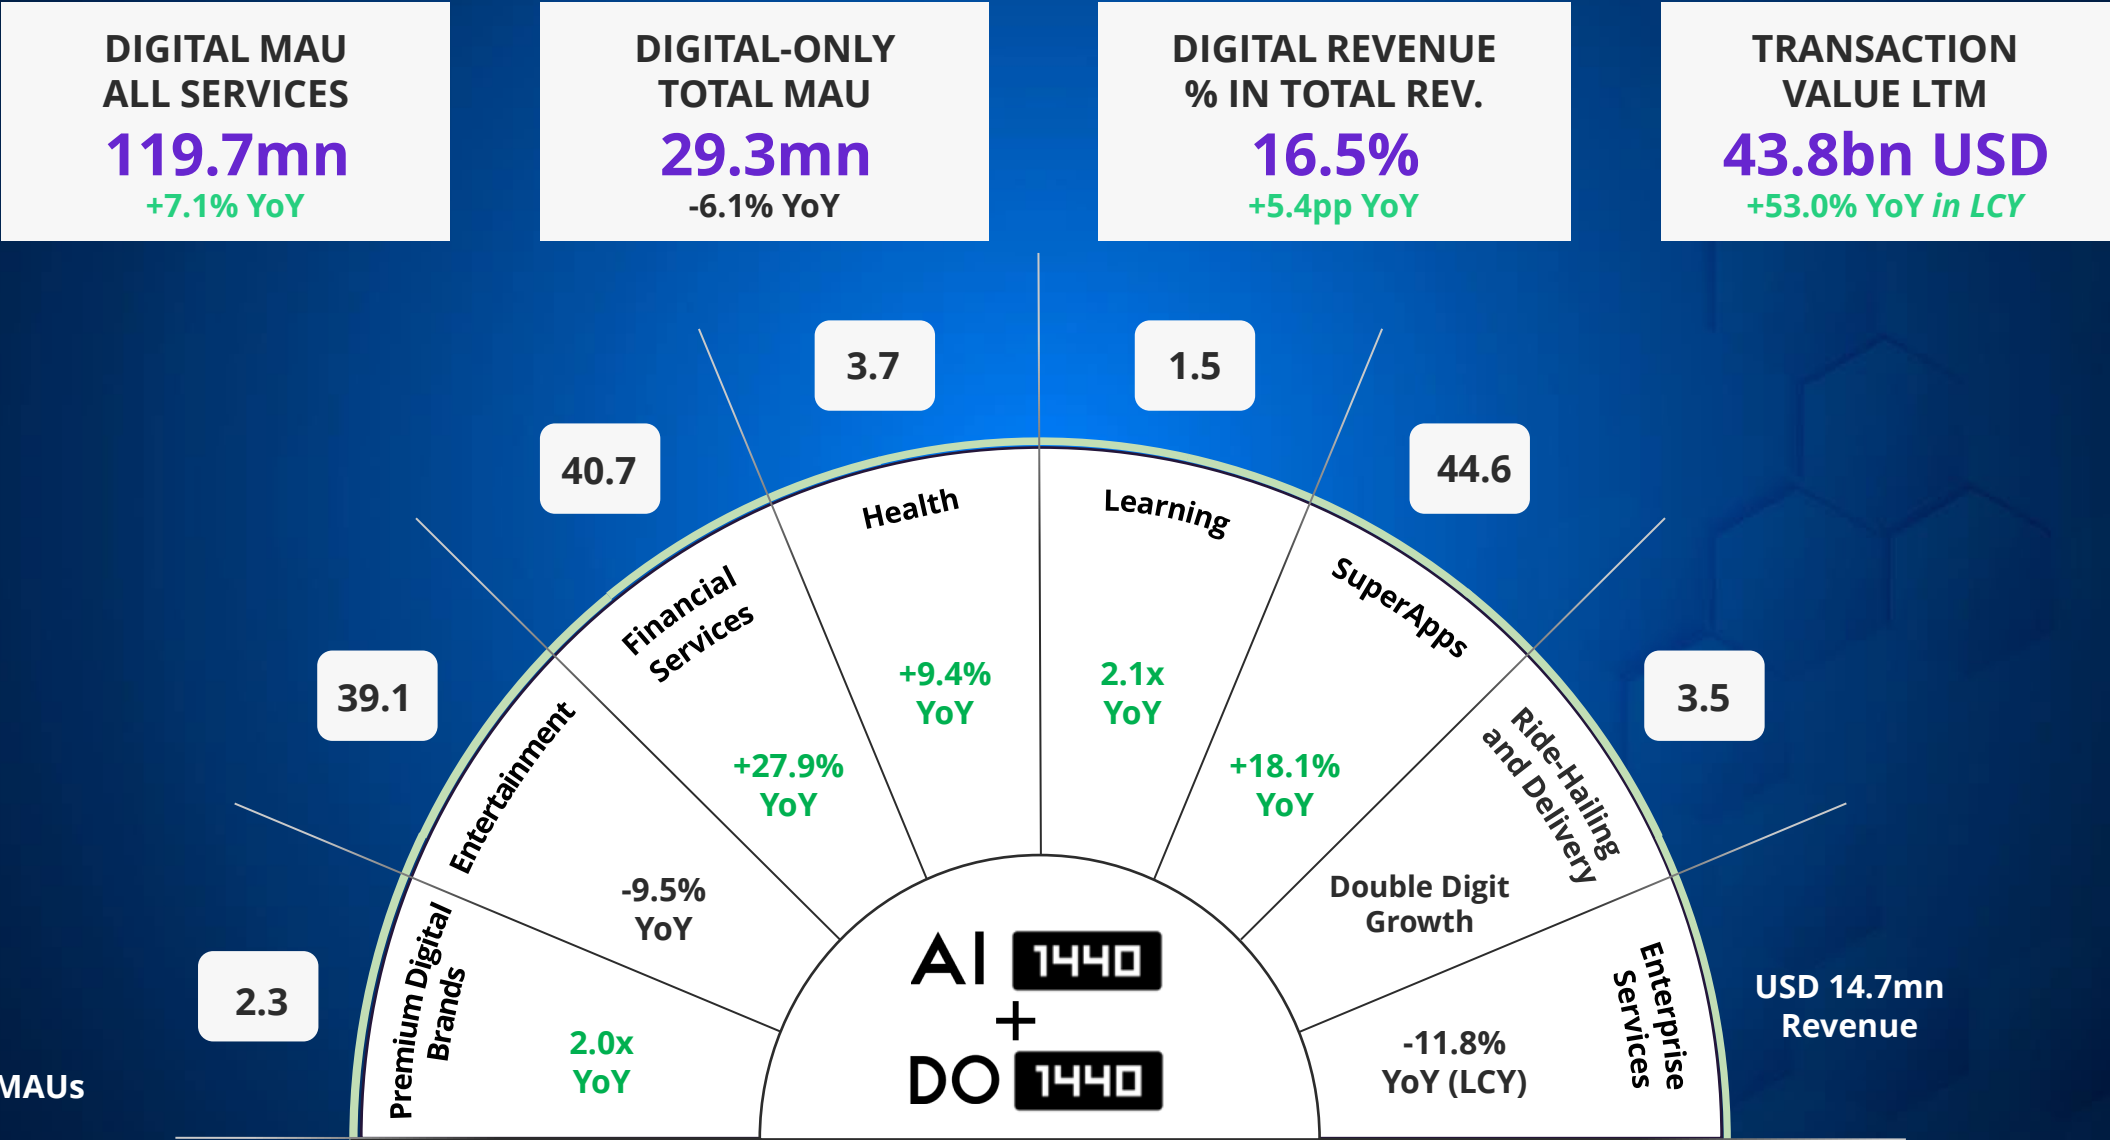 DIGITAL MAU
ALL SERVICES
119.7mn
+7.1% YoY
DIGITAL-ONLY
TOTAL MAU
29.3mn
-6.1% YoY
DIGITAL REVENUE
% IN TOTAL REV.
16.5%
+5.4pp YoY
TRANSACTION
VALUE LTM
43.8bn USD
+53.0% YoY in LCY
2.3
Premium Digital
Brands
2.0x
YoY
39.1
Entertainment
-9.5%
YoY
40.7
Financial
Services
+27.9%
YoY
3.7
Health
+9.4%
YoY
1.5
Learning
2.1x
YoY
44.6
SuperApps
+18.1%
YoY
3.5
Ride-Hailing
and Delivery
Double Digit
Growth
USD 14.7mn
Revenue
Enterprise
Services
-11.8%
YoY (LCY)
AI 1440
+
DO 1440
MAUs